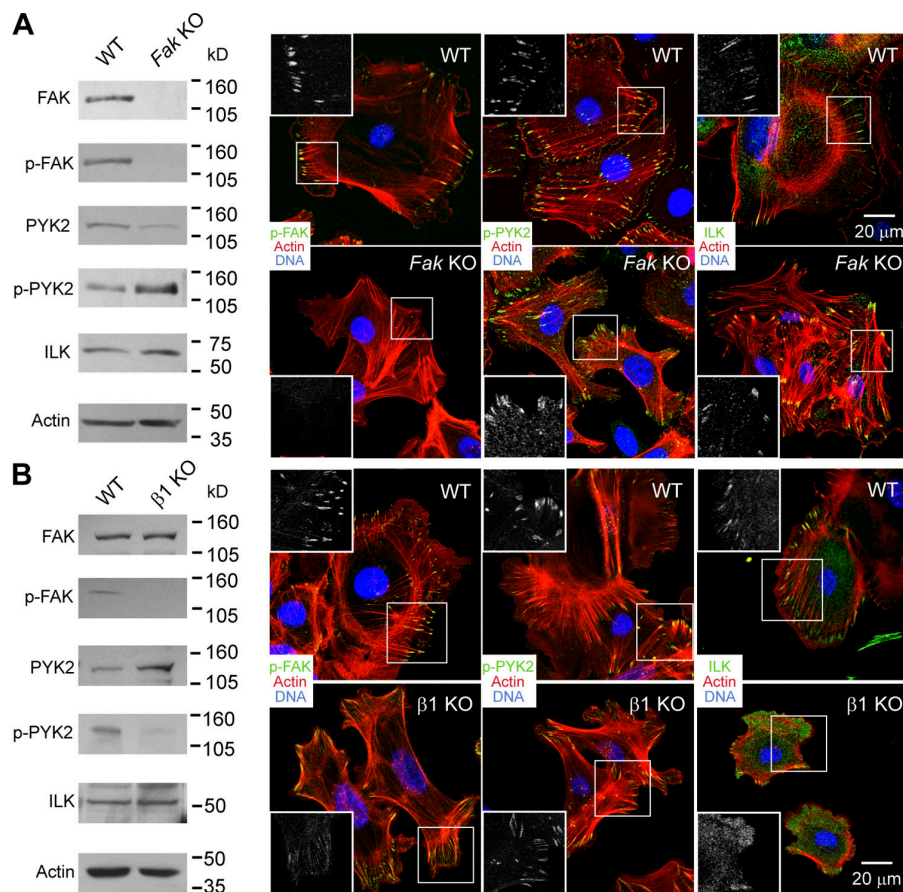 A
WT
Fak KO
kD
FAK
160
105
p-FAK
160
105
PYK2
160
105
p-PYK2
160
105
ILK
75
50
Actin
50
35
WT
p-FAK
Actin
DNA
WT
p-PYK2
Actin
DNA
WT
20 μm
ILK
Actin
DNA
Fak KO
Fak KO
Fak KO
B
WT
β1 KO
kD
FAK
160
105
p-FAK
160
105
PYK2
160
105
p-PYK2
160
105
ILK
50
Actin
50
35
WT
p-FAK
Actin
DNA
WT
p-PYK2
Actin
DNA
WT
ILK
Actin
DNA
β1 KO
β1 KO
β1 KO
20 μm